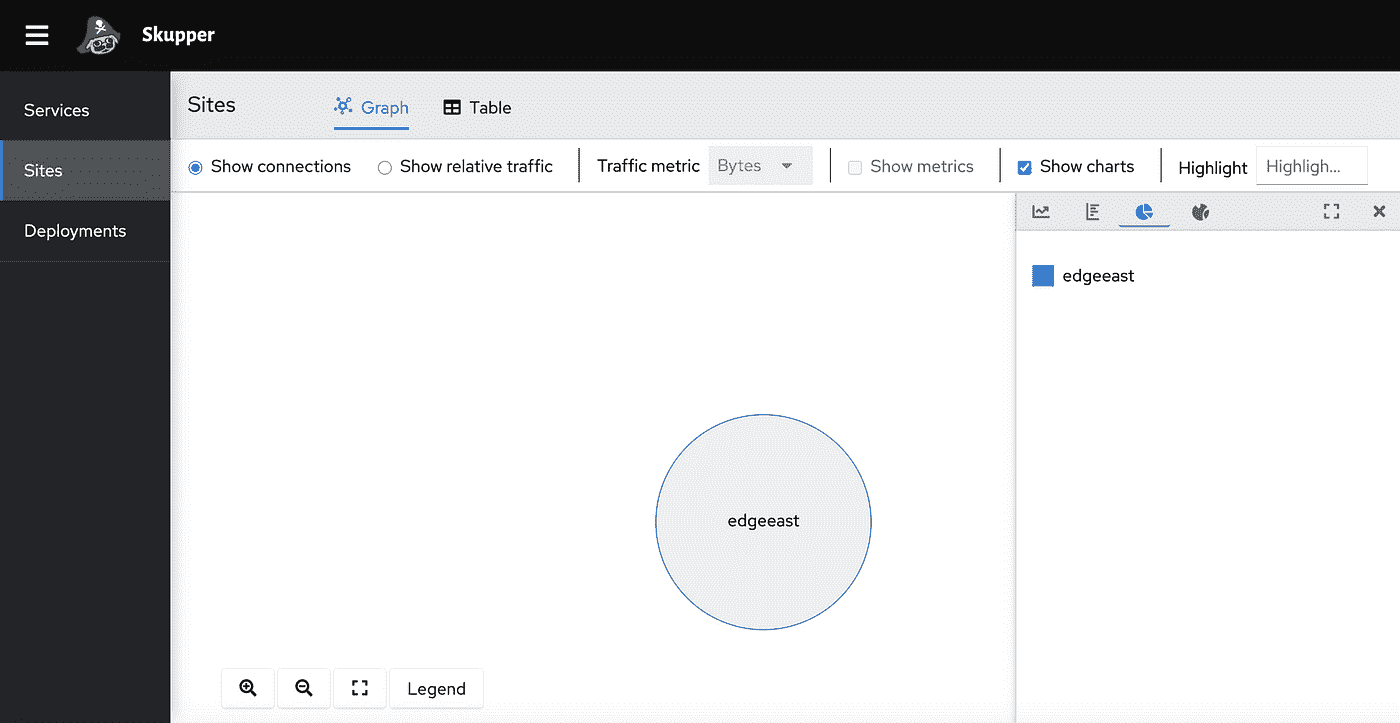 Skupper
Services
Sites
Deployments
Sites
Graph
Table
Show connections
Show relative traffic
Traffic metric
Bytes
Show metrics
Show charts
Highlight
Highligh...
edgeeast
edgeeast
Legend